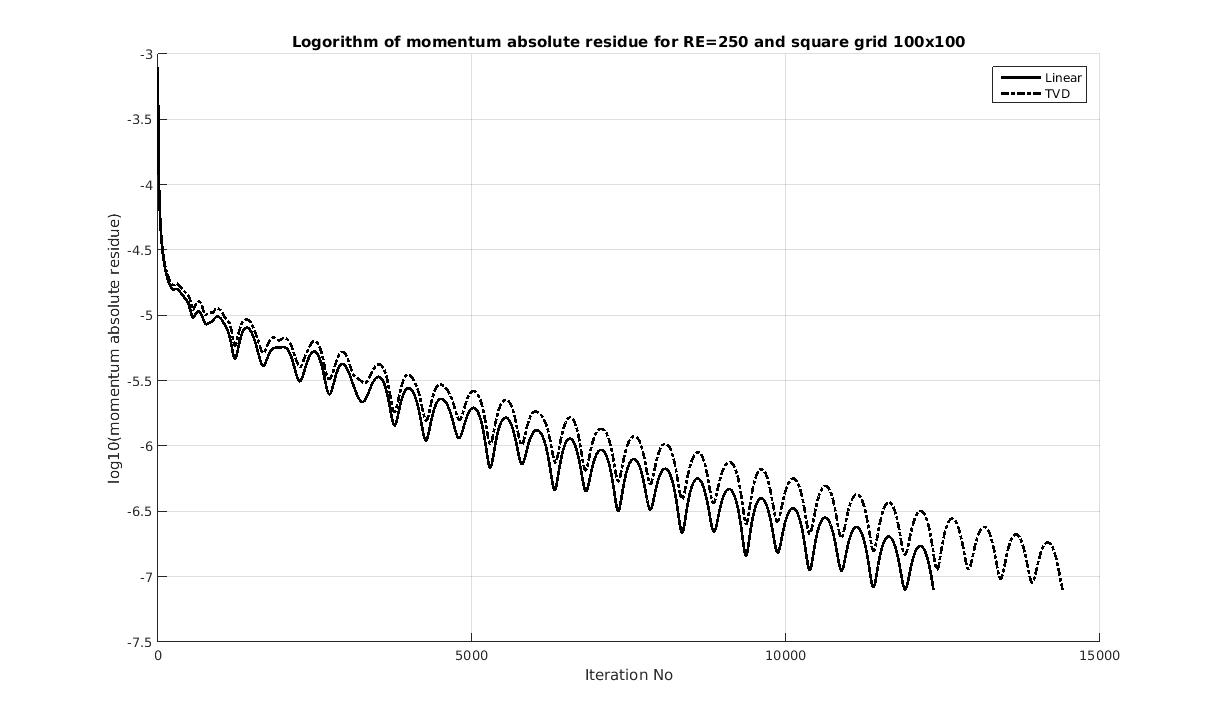 Logorithm of momentum absolute residue for RE=250 and square grid 100x100
Linear
TVD
log10(momentum absolute residue)
-3
-3.5
-4
-4.5
-5
-5.5
-6
-6.5
-7
-7.5
0 5000 10000 15000
Iteration No